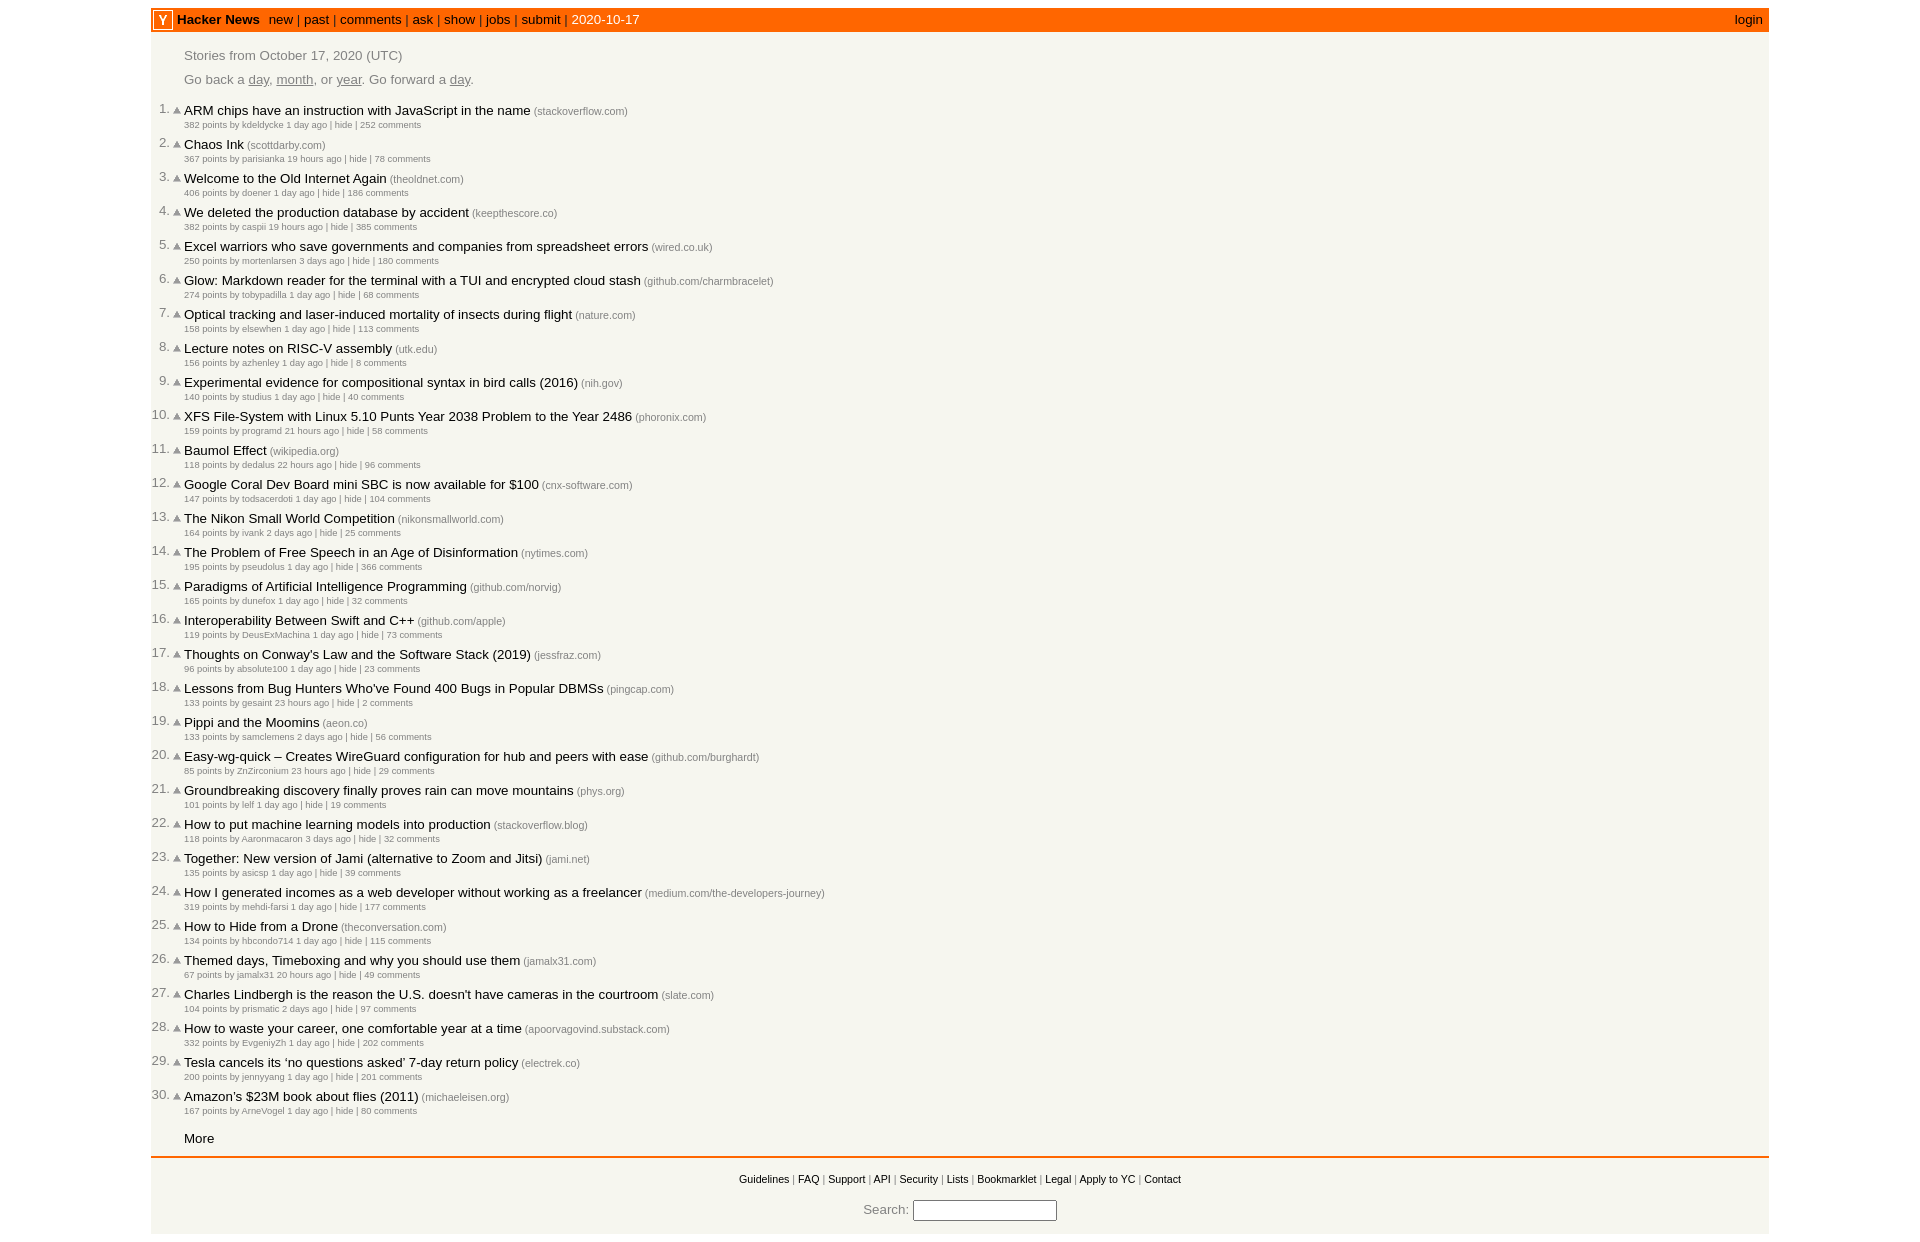 Y Hacker News new | past | comments | ask | show | jobs | submit | 2020-10-17 login
Stories from October 17, 2020 (UTC)
Go back a day, month, or year. Go forward a day.
1. ARM chips have an instruction with JavaScript in the name (stackoverflow.com)
382 points by kdeldycke 1 day ago | hide | 252 comments
2. Chaos Ink (scottdarby.com)
367 points by parisianka 19 hours ago | hide | 78 comments
3. Welcome to the Old Internet Again (theoldnet.com)
406 points by doener 1 day ago | hide | 186 comments
4. We deleted the production database by accident (keepthescore.co)
382 points by caspii 19 hours ago | hide | 385 comments
5. Excel warriors who save governments and companies from spreadsheet errors (wired.co.uk)
250 points by mortenlarsen 3 days ago | hide | 180 comments
6. Glow: Markdown reader for the terminal with a TUI and encrypted cloud stash (github.com/charmbracelet)
274 points by tobypadilla 1 day ago | hide | 68 comments
7. Optical tracking and laser-induced mortality of insects during flight (nature.com)
158 points by elsewhen 1 day ago | hide | 113 comments
8. Lecture notes on RISC-V assembly (utk.edu)
156 points by azhenley 1 day ago | hide | 8 comments
9. Experimental evidence for compositional syntax in bird calls (2016) (nih.gov)
140 points by studius 1 day ago | hide | 40 comments
10. XFS File-System with Linux 5.10 Punts Year 2038 Problem to the Year 2486 (phoronix.com)
159 points by programd 21 hours ago | hide | 58 comments
11. Baumol Effect (wikipedia.org)
118 points by dedalus 22 hours ago | hide | 96 comments
12. Google Coral Dev Board mini SBC is now available for $100 (cnx-software.com)
147 points by todsacerdoti 1 day ago | hide | 104 comments
13. The Nikon Small World Competition (nikonsmallworld.com)
164 points by ivank 2 days ago | hide | 25 comments
14. The Problem of Free Speech in an Age of Disinformation (nytimes.com)
195 points by pseudolus 1 day ago | hide | 366 comments
15. Paradigms of Artificial Intelligence Programming (github.com/norvig)
165 points by dunefox 1 day ago | hide | 32 comments
16. Interoperability Between Swift and C++ (github.com/apple)
119 points by DeusExMachina 1 day ago | hide | 73 comments
17. Thoughts on Conway's Law and the Software Stack (2019) (jessfraz.com)
96 points by absolute100 1 day ago | hide | 23 comments
18. Lessons from Bug Hunters Who've Found 400 Bugs in Popular DBMSs (pingcap.com)
133 points by gesaint 23 hours ago | hide | 2 comments
19. Pippi and the Moomins (aeon.co)
133 points by samclemens 2 days ago | hide | 56 comments
20. Easy-wg-quick – Creates WireGuard configuration for hub and peers with ease (github.com/burghardt)
85 points by ZnZirconium 23 hours ago | hide | 29 comments
21. Groundbreaking discovery finally proves rain can move mountains (phys.org)
101 points by lelf 1 day ago | hide | 19 comments
22. How to put machine learning models into production (stackoverflow.blog)
118 points by Aaronmacaron 3 days ago | hide | 32 comments
23. Together: New version of Jami (alternative to Zoom and Jitsi) (jami.net)
135 points by asicsp 1 day ago | hide | 39 comments
24. How I generated incomes as a web developer without working as a freelancer (medium.com/the-developers-journey)
319 points by mehdi-farsi 1 day ago | hide | 177 comments
25. How to Hide from a Drone (theconversation.com)
134 points by hbcondo714 1 day ago | hide | 115 comments
26. Themed days, Timeboxing and why you should use them (jamalx31.com)
67 points by jamalx31 20 hours ago | hide | 49 comments
27. Charles Lindbergh is the reason the U.S. doesn't have cameras in the courtroom (slate.com)
104 points by prismatic 2 days ago | hide | 97 comments
28. How to waste your career, one comfortable year at a time (apoorvagovind.substack.com)
332 points by EvgeniyZh 1 day ago | hide | 202 comments
29. Tesla cancels its ‘no questions asked’ 7-day return policy (electrek.co)
200 points by jennyyang 1 day ago | hide | 201 comments
30. Amazon’s $23M book about flies (2011) (michaeleisen.org)
167 points by ArneVogel 1 day ago | hide | 80 comments
More
Guidelines | FAQ | Support | API | Security | Lists | Bookmarklet | Legal | Apply to YC | Contact
Search: